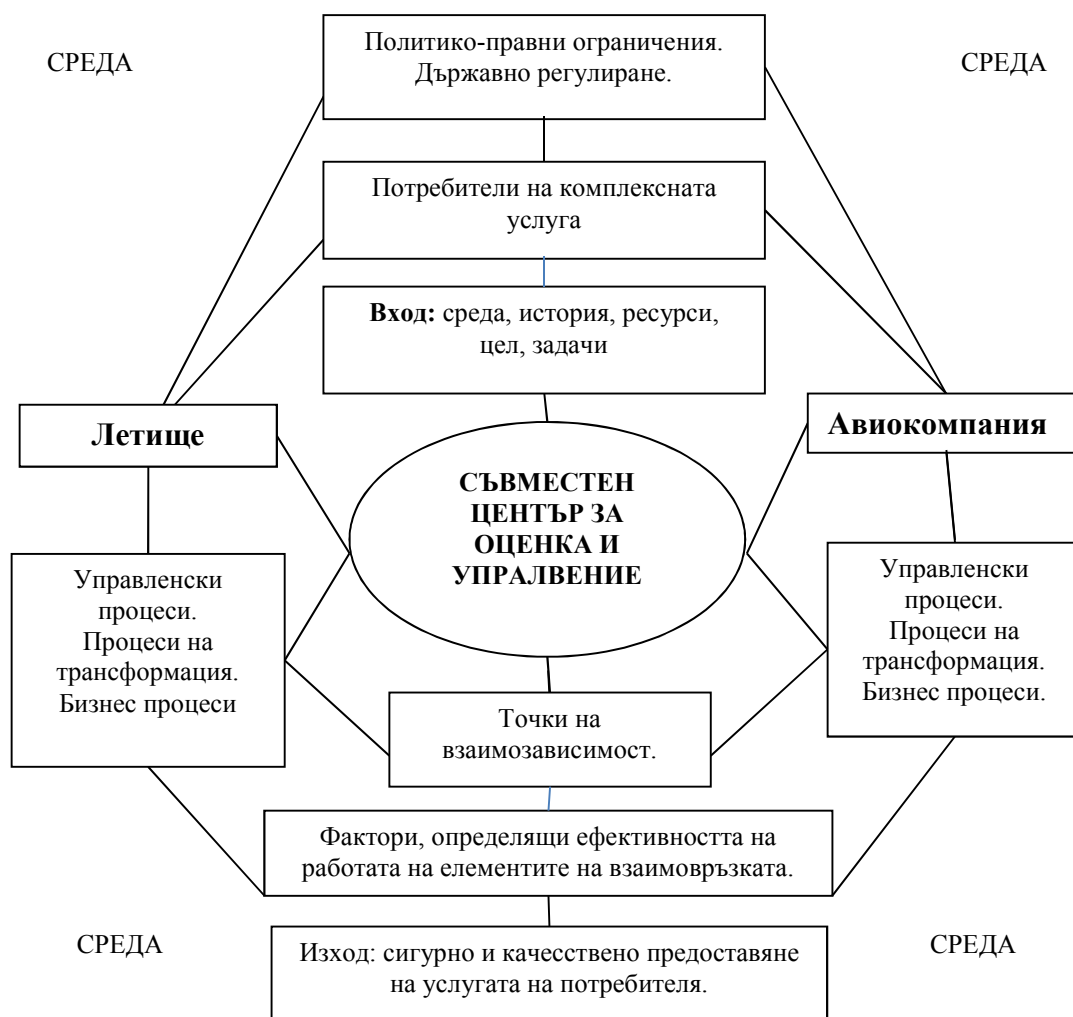 Политико-правни ограничения.
Държавно регулиране.
СРЕДА
СРЕДА
Потребители на комплексната
услуга
Вход: среда, история, ресурси,
цел, задачи
Летище
Авиокомпания
СЪВМЕСТЕН
ЦЕНТЪР ЗА
ОЦЕНКА И
УПРАЛВЕНИЕ
Управленски
процеси.
Процеси на
трансформация.
Бизнес процеси
Управленски
процеси.
Процеси на
трансформация.
Бизнес процеси.
Точки на
взаимозависимост.
Фактори, определящи ефективността на
работата на елементите на взаимовръзката.
СРЕДА
СРЕДА
Изход: сигурно и качесствено предоставяне
на услугата на потребителя.